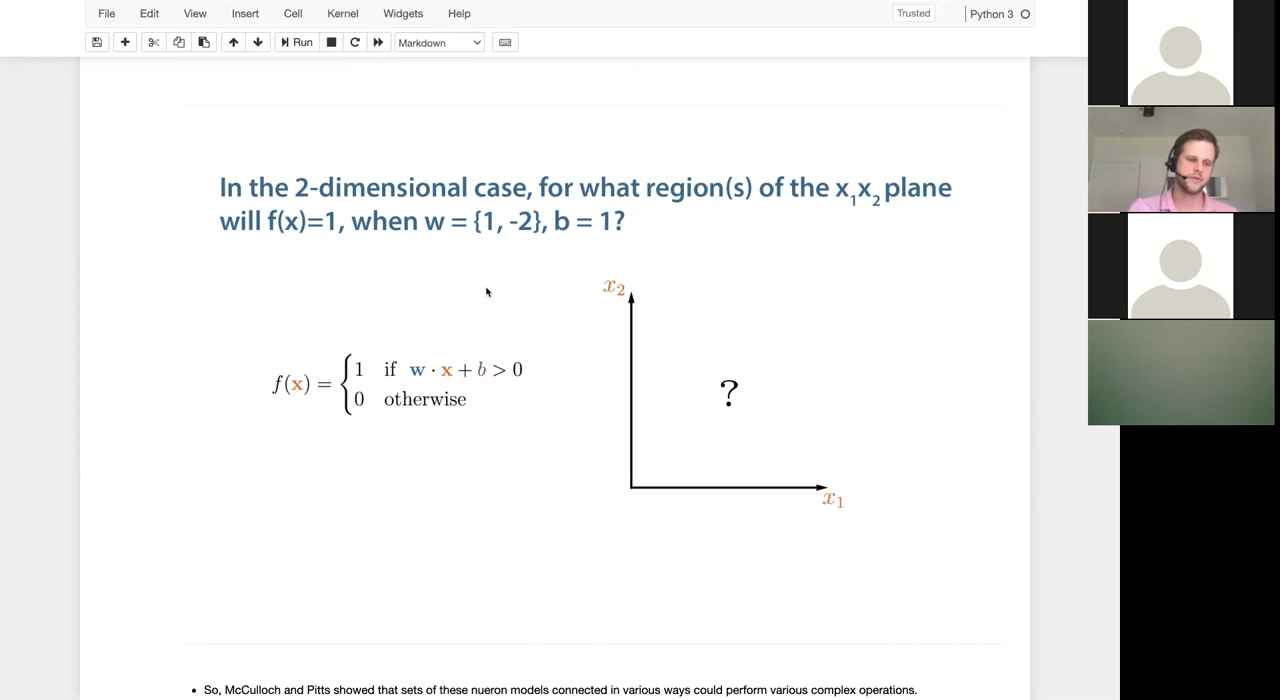 File Edit View Insert Cell Kernel Widgets Help Trusted Python 3
Run Markdown
In the 2-dimensional case, for what region(s) of the x₁x₂ plane
will f(x)=1, when w = {1, -2}, b = 1?
x₂
f(x) = { 1 if w · x + b > 0
0 otherwise
?
x₁
• So, McCulloch and Pitts showed that sets of these nueron models connected in various ways could perform various complex operations.